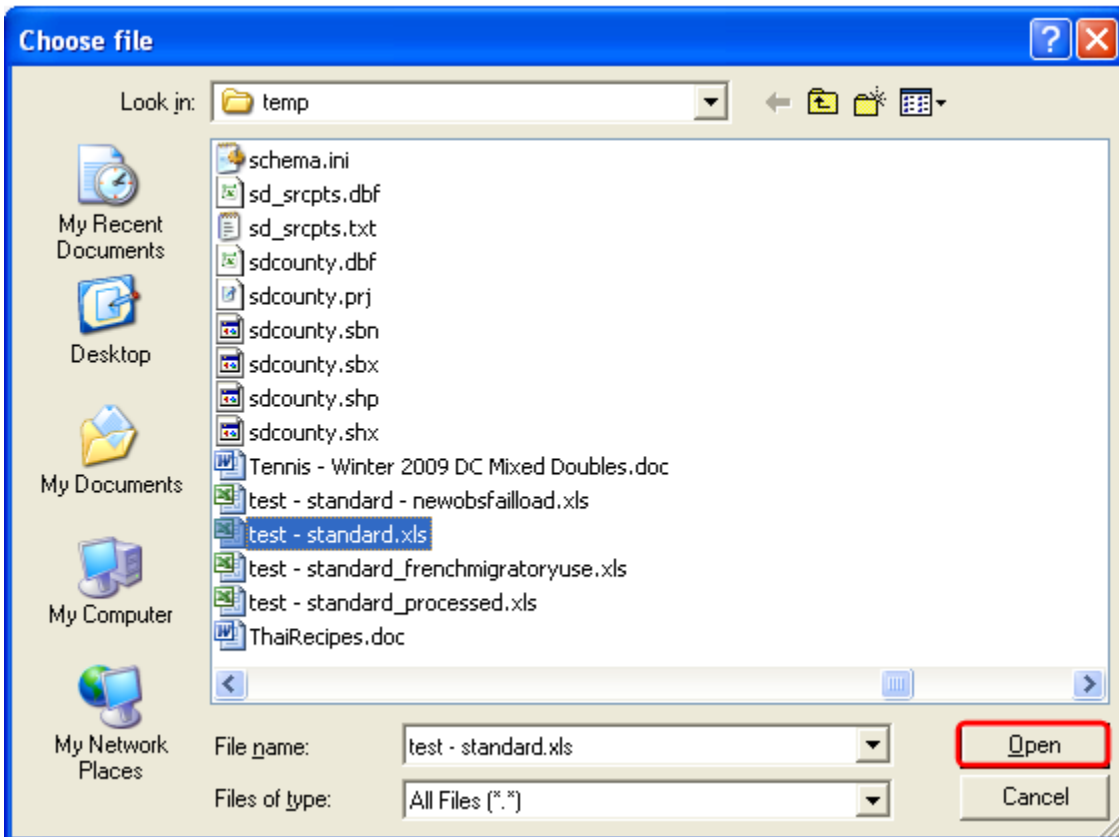 Choose file
Look in:
temp
My Recent
Documents
Desktop
My Documents
My Computer
My Network
Places
schema.ini
sd_srcpts.dbf
sd_srcpts.txt
sdcounty.dbf
sdcounty.prj
sdcounty.sbn
sdcounty.sbx
sdcounty.shp
sdcounty.shx
Tennis - Winter 2009 DC Mixed Doubles.doc
test - standard - newobsfailload.xls
test - standard.xls
test - standard_frenchmigratoryuse.xls
test - standard_processed.xls
ThaiRecipes.doc
File name:
test - standard.xls
Open
Files of type:
All Files (*.*)
Cancel